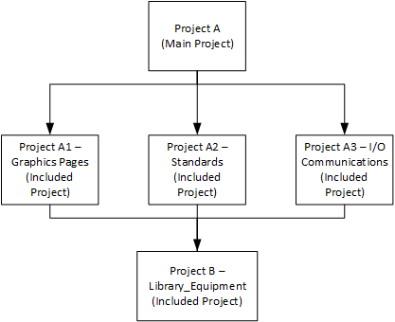 Project A
(Main Project)
Project A1 –
Graphics Pages
(Included
Project)
Project A2 –
Standards
(Included
Project)
Project A3 – I/O
Communications
(Included
Project)
Project B –
Library_Equipment
(Included Project)